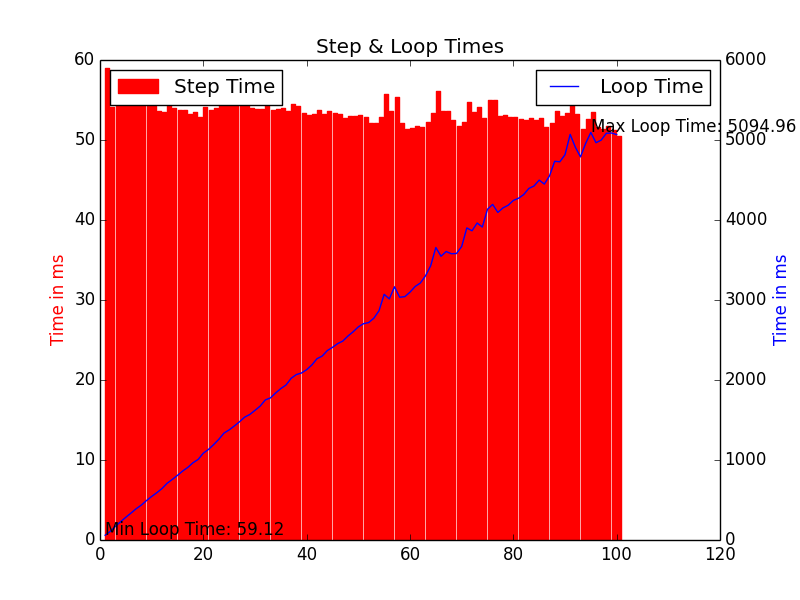 Step & Loop Times
60
50
40
30
20
10
0
6000
5000
4000
3000
2000
1000
0
Step Time
Loop Time
Max Loop Time: 5094.96
Min Loop Time: 59.12
Time in ms
Time in ms
0 20 40 60 80 100 120